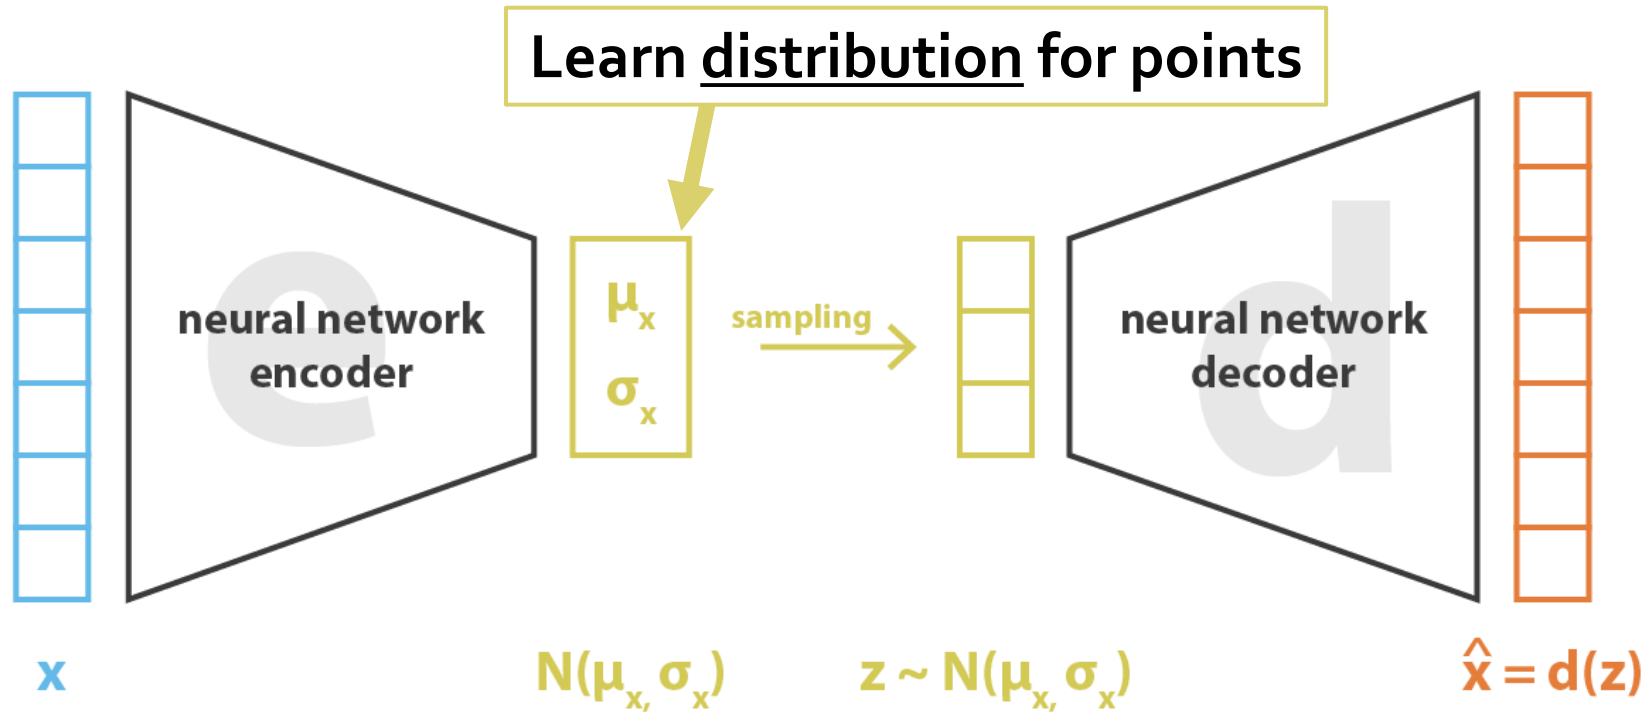 Learn distribution for points
e
neural network
encoder
μx
σx
sampling
d
neural network
decoder
x
N(μx, σx)
z ~ N(μx, σx)
x̂ = d(z)